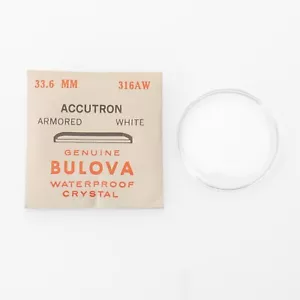 33.6 MM 316AW
ACCUTRON
ARMORED WHITE
GENUINE
BULOVA
WATERPROOF
CRYSTAL